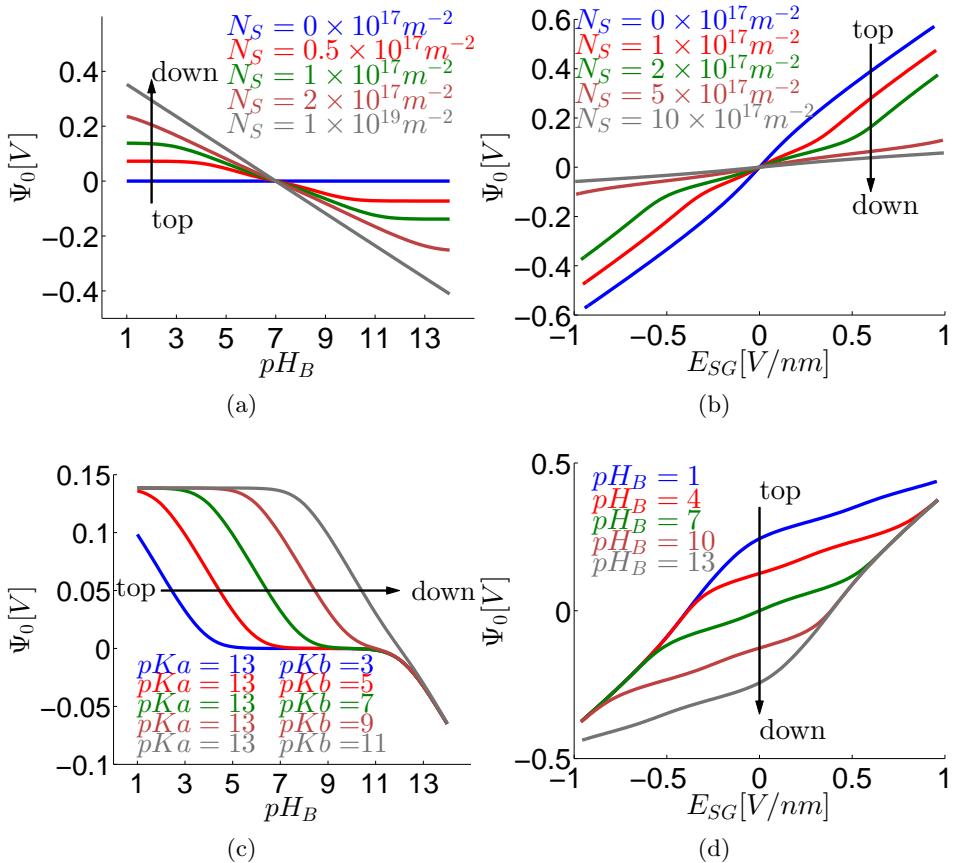 N_S = 0 × 10^17 m^−2
N_S = 0.5 × 10^17 m^−2
N_S = 1 × 10^17 m^−2
N_S = 2 × 10^17 m^−2
N_S = 1 × 10^19 m^−2
down
top
0.4
0.2
0
−0.2
−0.4
Ψ_0[V]
1 3 5 7 9 11 13
pH_B
(a)
N_S = 0 × 10^17 m^−2
N_S = 1 × 10^17 m^−2
N_S = 2 × 10^17 m^−2
N_S = 5 × 10^17 m^−2
N_S = 10 × 10^17 m^−2
top
down
0.6
0.4
0.2
0
−0.2
−0.4
0.6
Ψ_0[V]
−1 −0.5 0 0.5 1
E_SG[V/nm]
(b)
0.15
0.1
0.05
0
−0.05
−0.1
Ψ_0[V]
top
down
pKa = 13 pKb = 3
pKa = 13 pKb = 5
pKa = 13 pKb = 7
pKa = 13 pKb = 9
pKa = 13 pKb = 11
1 3 5 7 9 11 13
pH_B
(c)
pH_B = 1
pH_B = 4
pH_B = 7
pH_B = 10
pH_B = 13
top
down
0.5
0
−0.5
Ψ_0[V]
−1 −0.5 0 0.5 1
E_SG[V/nm]
(d)